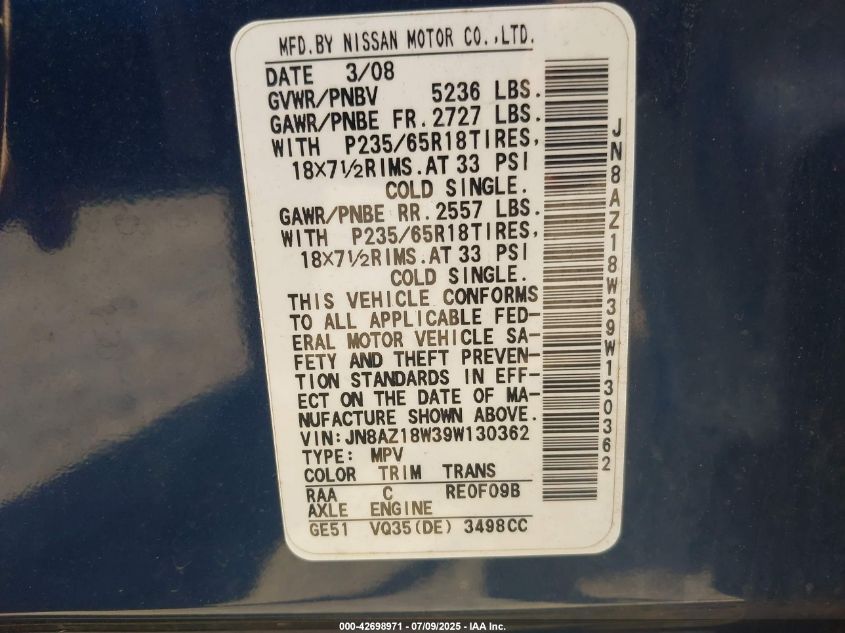 MFD.BY NISSAN MOTOR CO.,LTD.
DATE 3/08
GVWR/PNBV 5236 LBS.
GAWR/PNBE FR.2727 LBS.
WITH P235/65R18TIRES,
18X7½RIMS.AT 33 PSI
COLD SINGLE.
GAWR/PNBE RR.2557 LBS.
WITH P235/65R18TIRES,
18X7½RIMS.AT 33 PSI
COLD SINGLE.
THIS VEHICLE CONFORMS
TO ALL APPLICABLE FED-
ERAL MOTOR VEHICLE SA-
FETY AND THEFT PREVEN-
TION STANDARDS IN EFF-
ECT ON THE DATE OF MA-
NUFACTURE SHOWN ABOVE.
VIN:JN8AZ18W39W130362
TYPE: MPV
COLOR TRIM TRANS
RAA C RE0F09B
AXLE ENGINE
GE51 VQ35(DE) 3498CC
JN8AZ18W39W130362
000-42698971 - 07/09/2025 - IAA Inc.